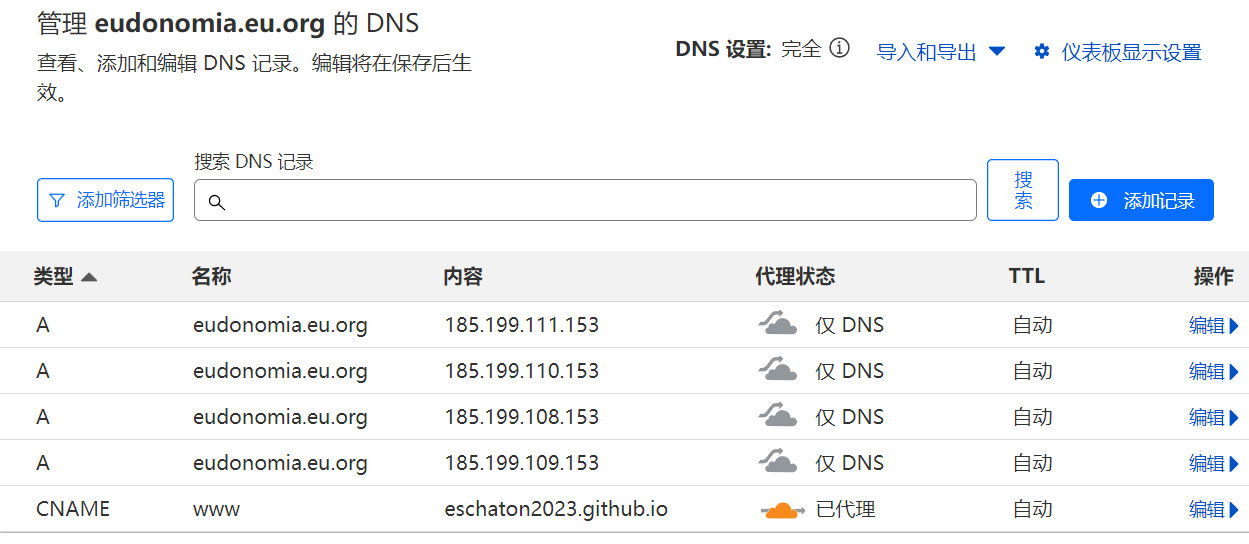 管理 eudonomia.eu.org 的 DNS
查看、添加和编辑 DNS 记录。编辑将在保存后生
效。
DNS 设置: 完全
导入和导出
仪表板显示设置
搜索 DNS 记录
添加筛选器
搜
索
添加记录
类型 名称 内容 代理状态 TTL 操作
A eudonomia.eu.org 185.199.111.153 仅 DNS 自动 编辑
A eudonomia.eu.org 185.199.110.153 仅 DNS 自动 编辑
A eudonomia.eu.org 185.199.108.153 仅 DNS 自动 编辑
A eudonomia.eu.org 185.199.109.153 仅 DNS 自动 编辑
CNAME www eschaton2023.github.io 已代理 自动 编辑